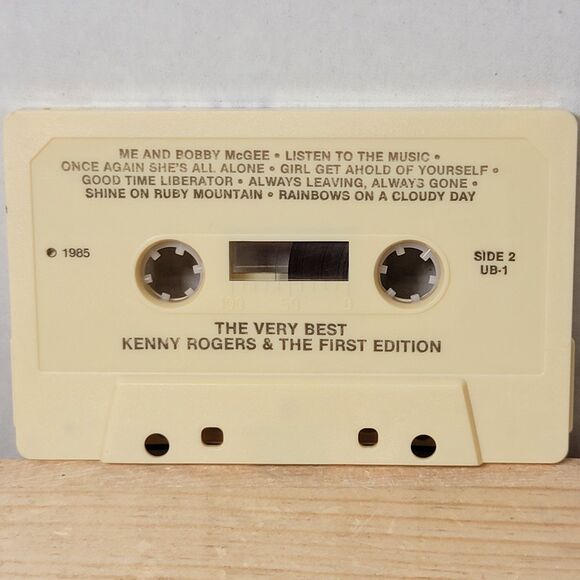 ME AND BOBBY McGEE • LISTEN TO THE MUSIC •
ONCE AGAIN SHE'S ALL ALONE • GIRL GET AHOLD OF YOURSELF •
GOOD TIME LIBERATOR • ALWAYS LEAVING, ALWAYS GONE •
SHINE ON RUBY MOUNTAIN • RAINBOWS ON A CLOUDY DAY
℗ 1985
SIDE 2
UB-1
100 50 0
THE VERY BEST
KENNY ROGERS & THE FIRST EDITION